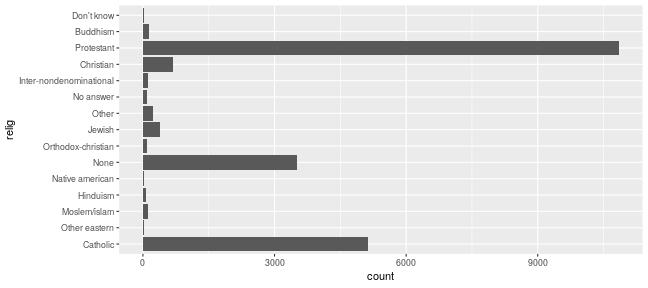 Don't know
Buddhism
Protestant
Christian
Inter-nondenominational
No answer
Other
Jewish
Orthodox-christian
None
Native american
Hinduism
Moslem/islam
Other eastern
Catholic
relig
0 3000 6000 9000
count